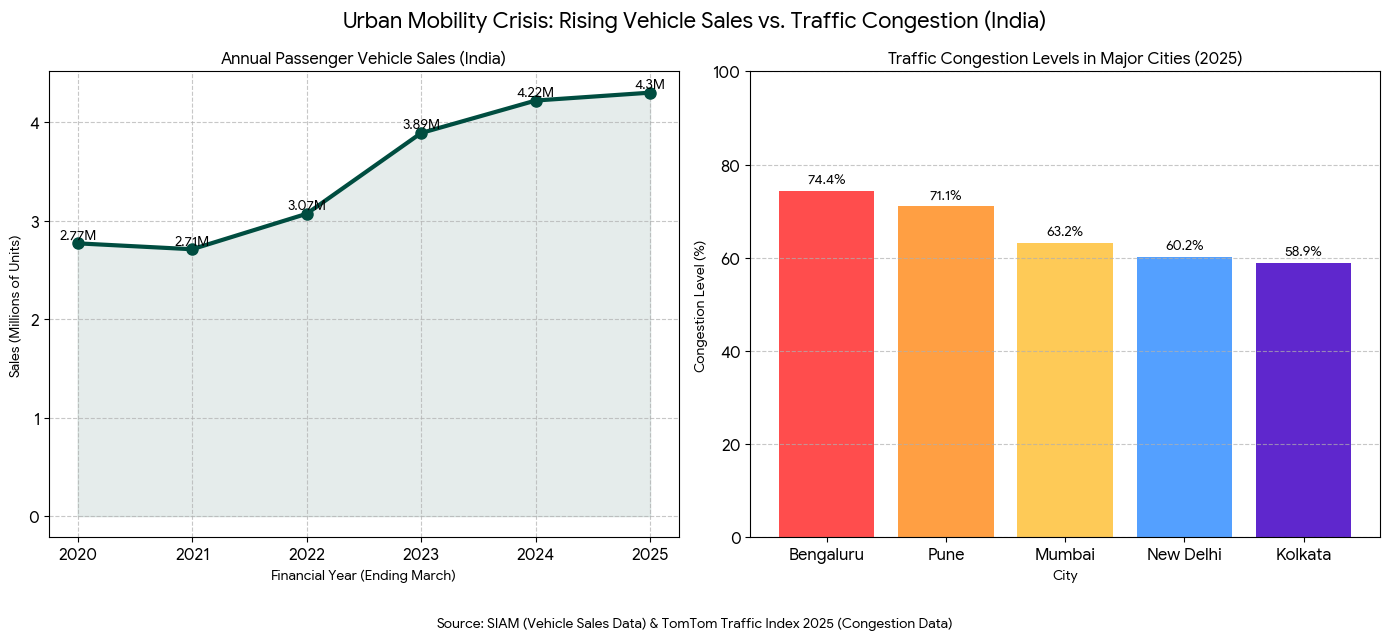 Urban Mobility Crisis: Rising Vehicle Sales vs. Traffic Congestion (India)
Annual Passenger Vehicle Sales (India)
Sales (Millions of Units)
4
3
2
1
0
2.77M
2.71M
3.07M
3.89M
4.22M
4.3M
2020
2021
2022
2023
2024
2025
Financial Year (Ending March)
Traffic Congestion Levels in Major Cities (2025)
Congestion Level (%)
100
80
60
40
20
0
74.4%
71.1%
63.2%
60.2%
58.9%
Bengaluru
Pune
Mumbai
New Delhi
Kolkata
City
Source: SIAM (Vehicle Sales Data) & TomTom Traffic Index 2025 (Congestion Data)